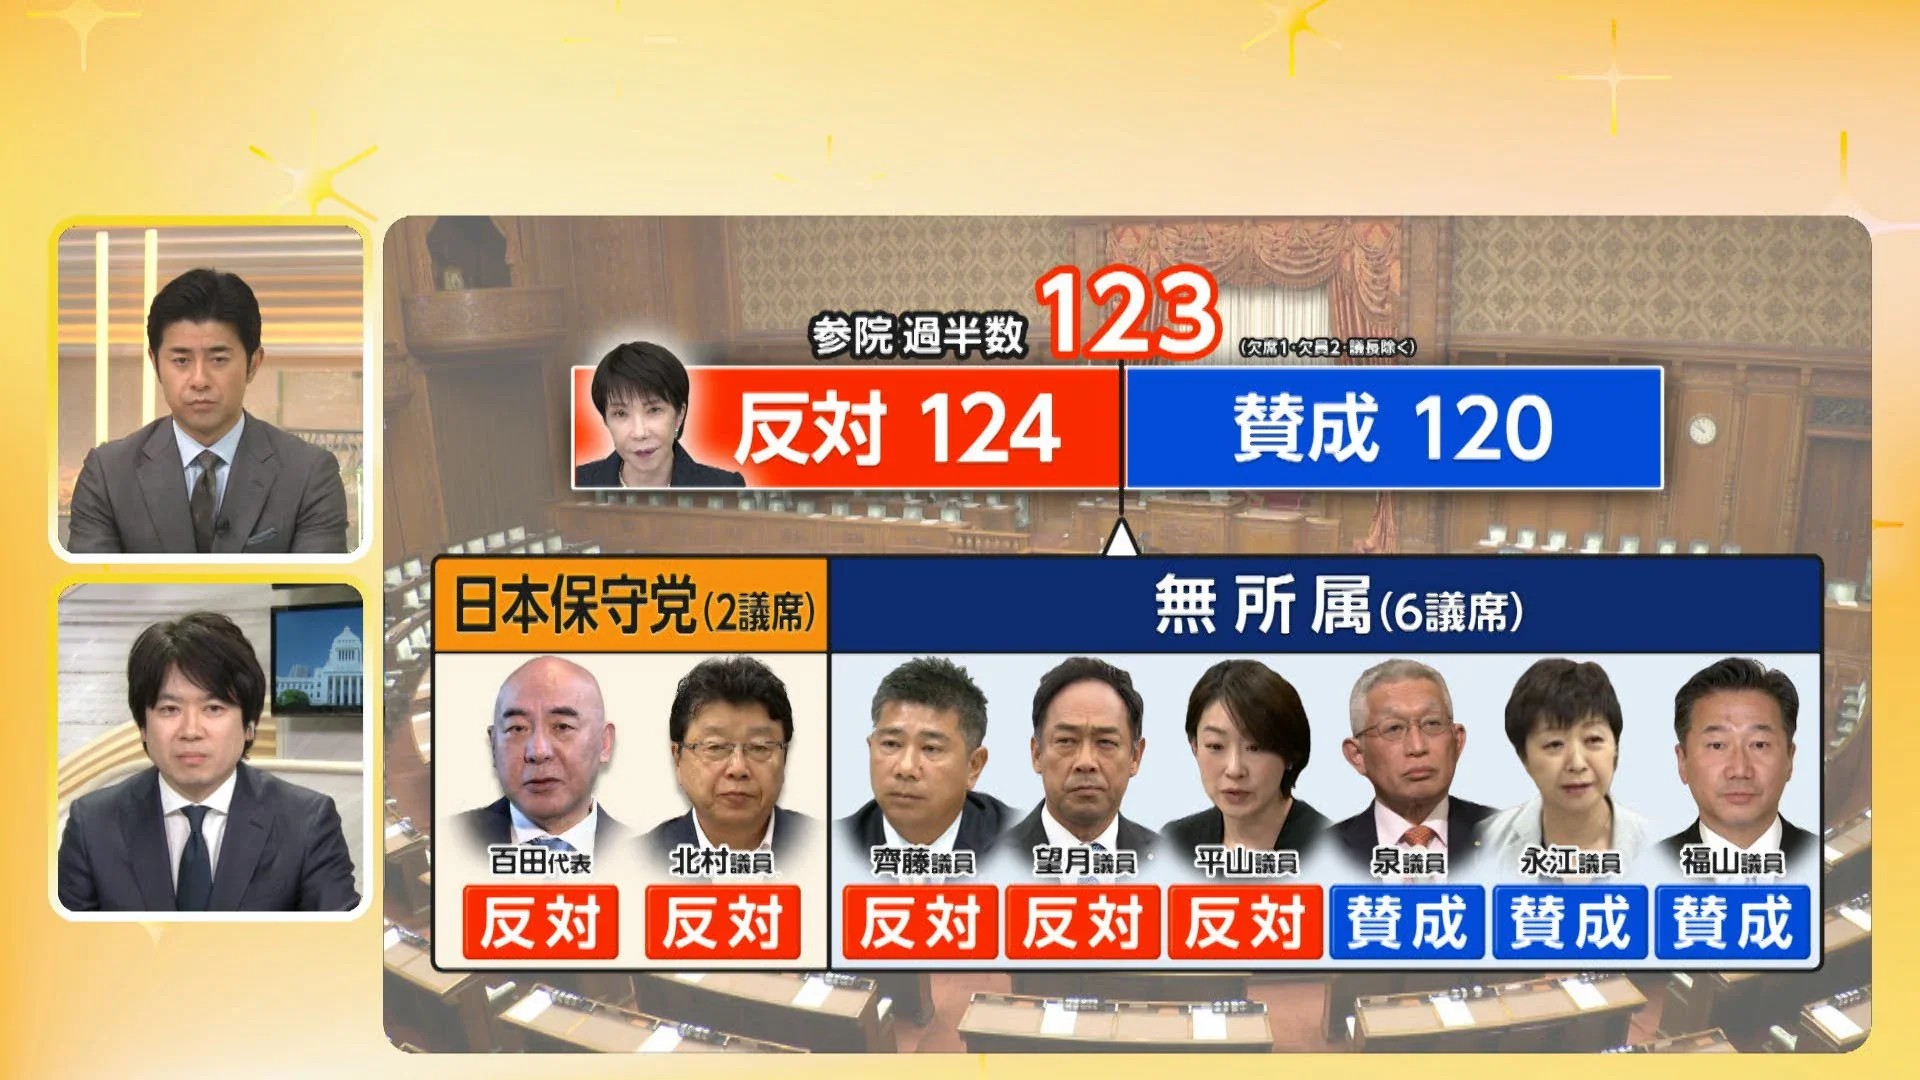 参院 過半数 123 (欠席1・欠員2・議長除く)
反対 124
賛成 120
日本保守党(2議席)
無所属(6議席)
百田代表
北村議員
齊藤議員
望月議員
平山議員
泉議員
永江議員
福山議員
反対
反対
反対
反対
反対
賛成
賛成
賛成